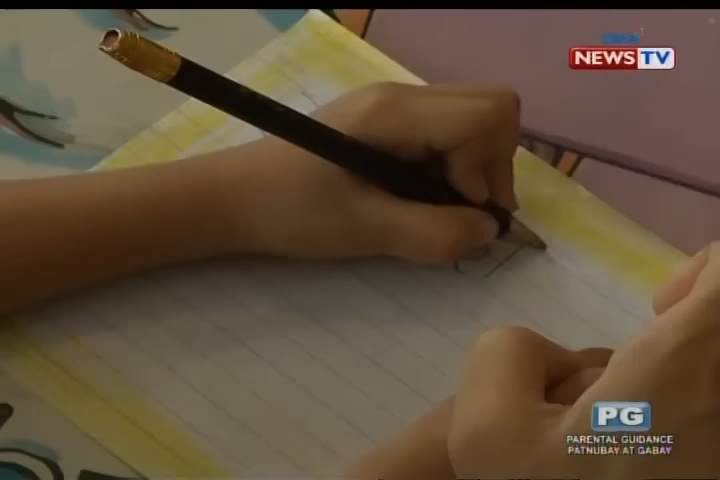 NEWS TV
PG
PARENTAL GUIDANCE
PATNUBAY AT GABAY